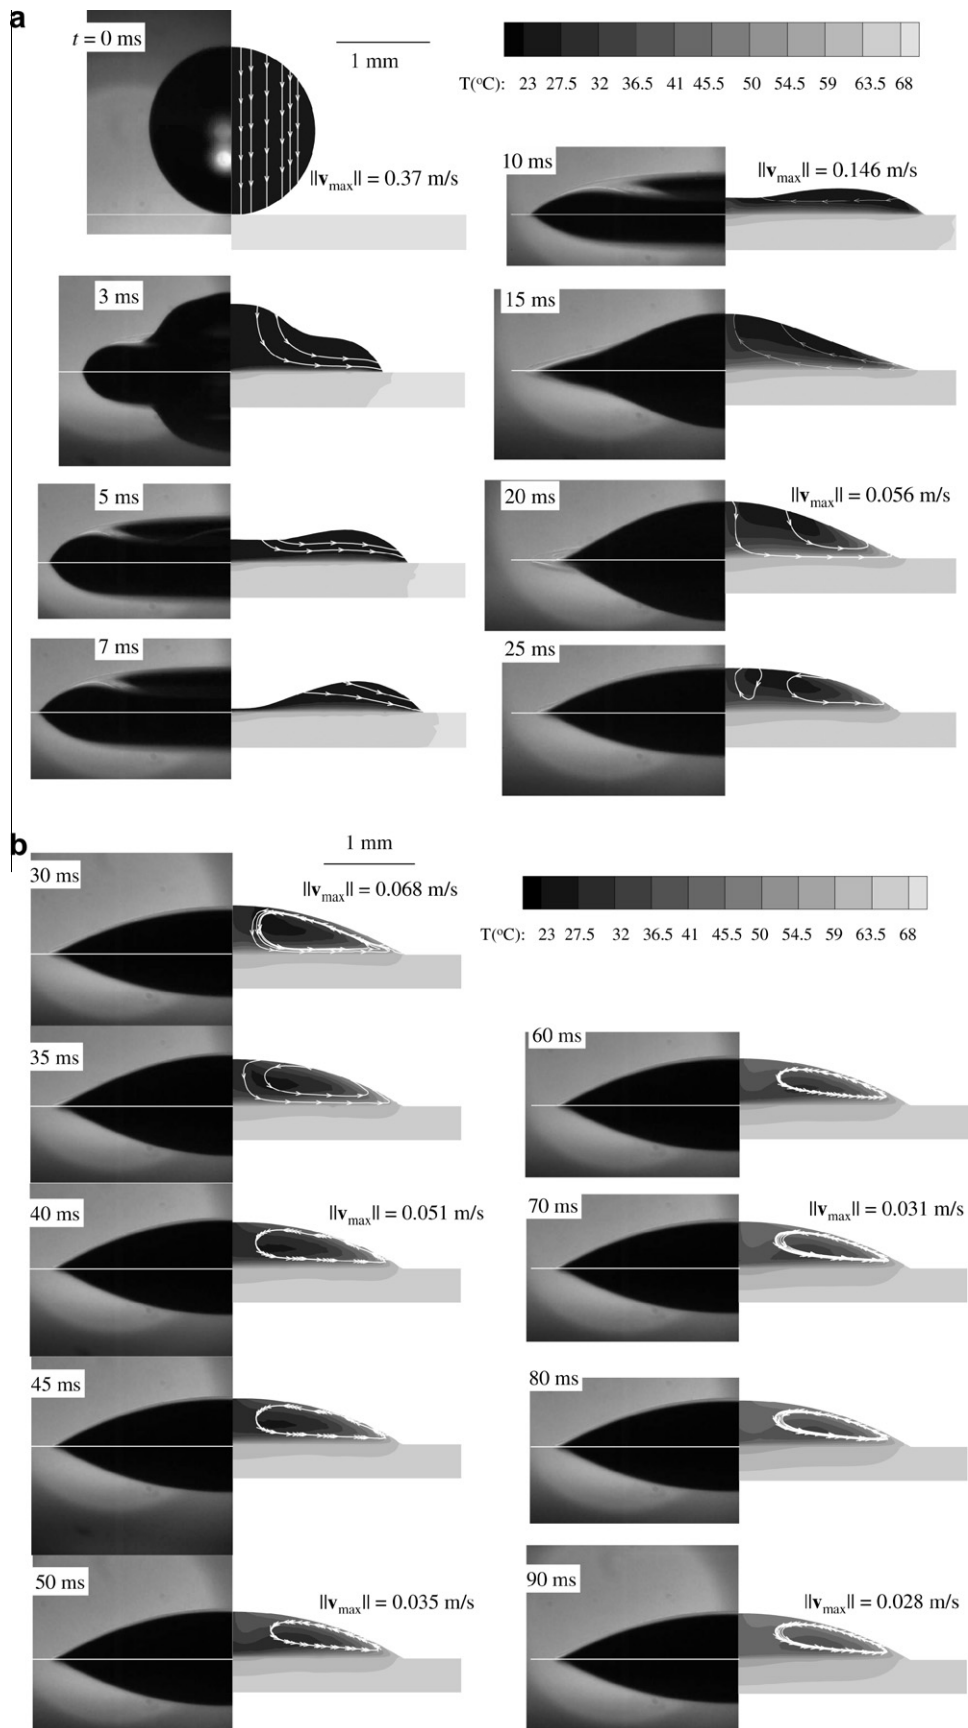 a
t = 0 ms
1 mm
||vmax|| = 0.37 m/s
T(°C): 23 27.5 32 36.5 41 45.5 50 54.5 59 63.5 68
3 ms
5 ms
7 ms
10 ms
||vmax|| = 0.146 m/s
15 ms
20 ms
||vmax|| = 0.056 m/s
25 ms
b
1 mm
30 ms
||vmax|| = 0.068 m/s
T(°C): 23 27.5 32 36.5 41 45.5 50 54.5 59 63.5 68
35 ms
40 ms
||vmax|| = 0.051 m/s
45 ms
50 ms
||vmax|| = 0.035 m/s
60 ms
70 ms
||vmax|| = 0.031 m/s
80 ms
90 ms
||vmax|| = 0.028 m/s